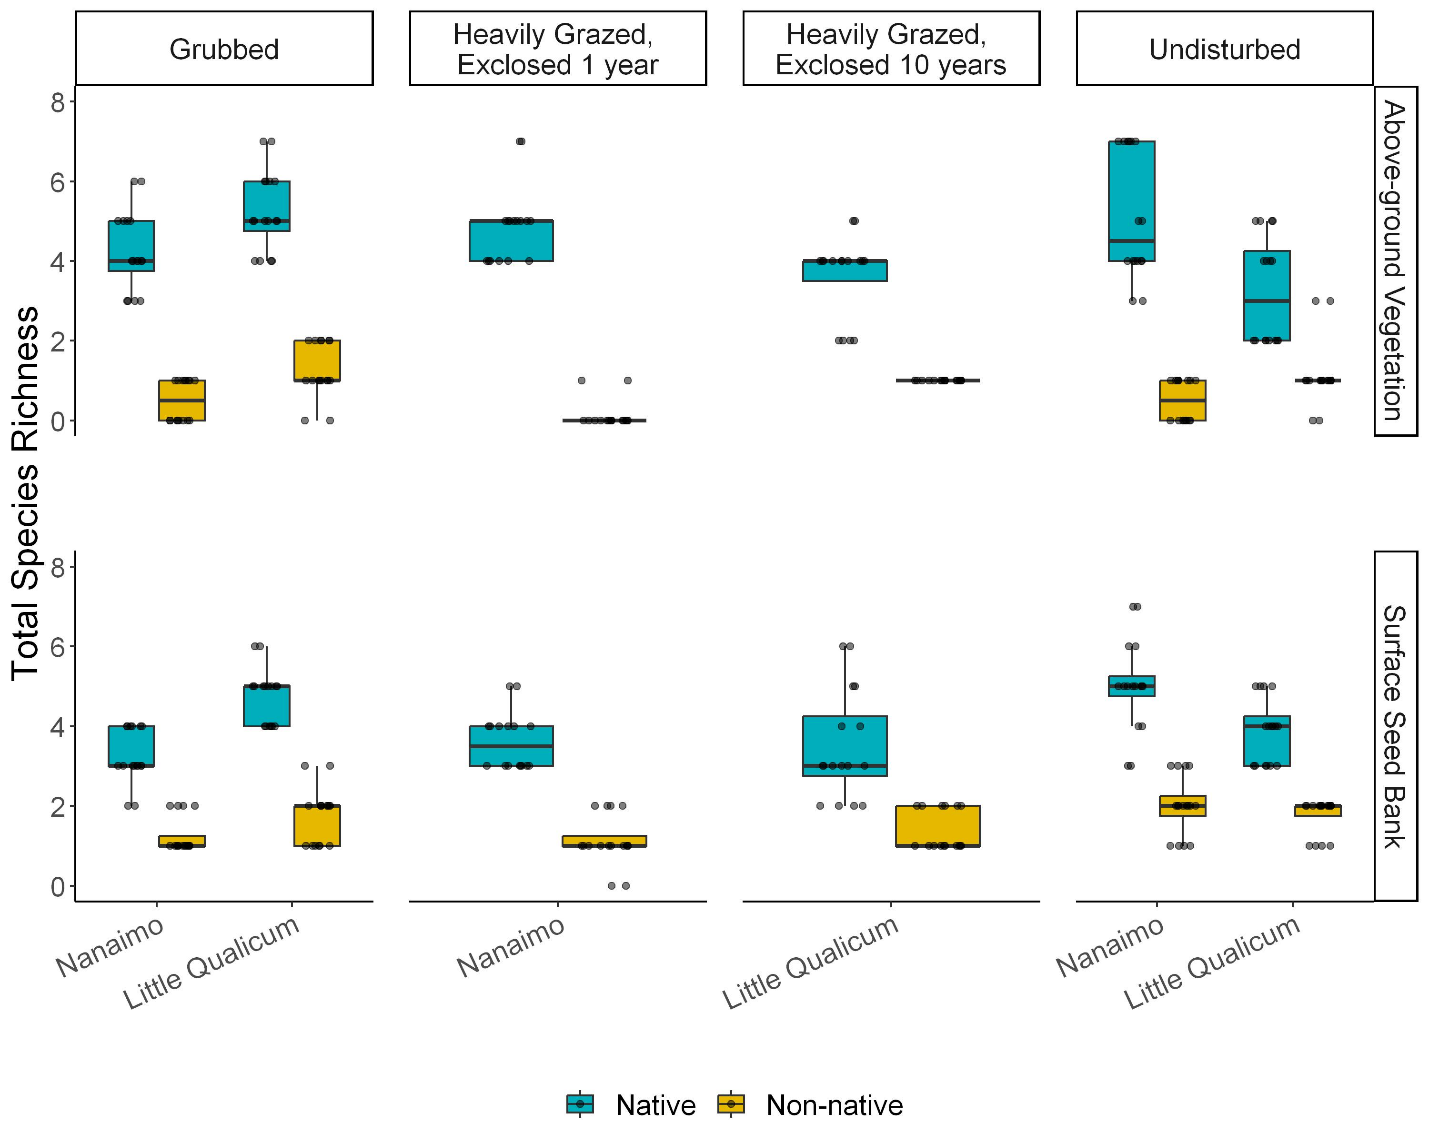 Grubbed
Heavily Grazed,
Exclosed 1 year
Heavily Grazed,
Exclosed 10 years
Undisturbed
Total Species Richness
8
6
4
2
0
Above-ground Vegetation
8
6
4
2
0
Surface Seed Bank
Nanaimo
Little Qualicum
Nanaimo
Little Qualicum
Nanaimo
Little Qualicum
Native
Non-native